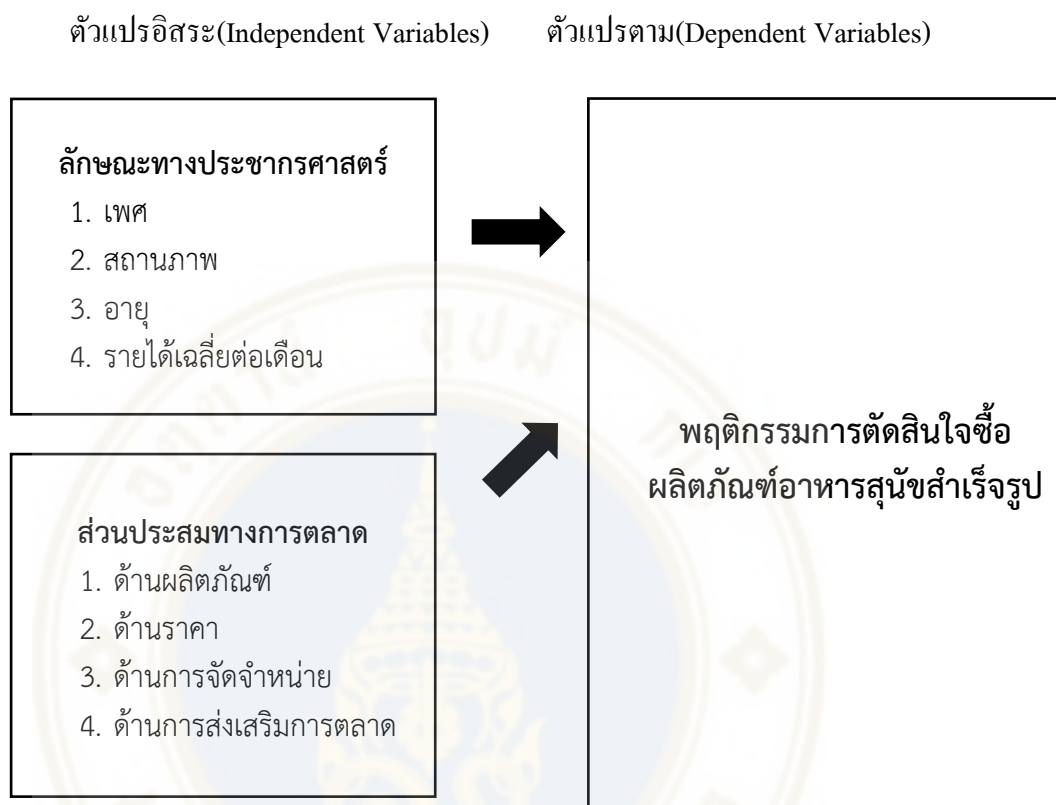 ตัวแปรอิสระ(Independent Variables) ตัวแปรตาม(Dependent Variables)
ลักษณะทางประชากรศาสตร์
1. เพศ
2. สถานภาพ
3. อายุ
4. รายได้เฉลี่ยต่อเดือน
ส่วนประสมทางการตลาด
1. ด้านผลิตภัณฑ์
2. ด้านราคา
3. ด้านการจัดจำหน่าย
4. ด้านการส่งเสริมการตลาด
พฤติกรรมการตัดสินใจซื้อ
ผลิตภัณฑ์อาหารสุนัขสำเร็จรูป